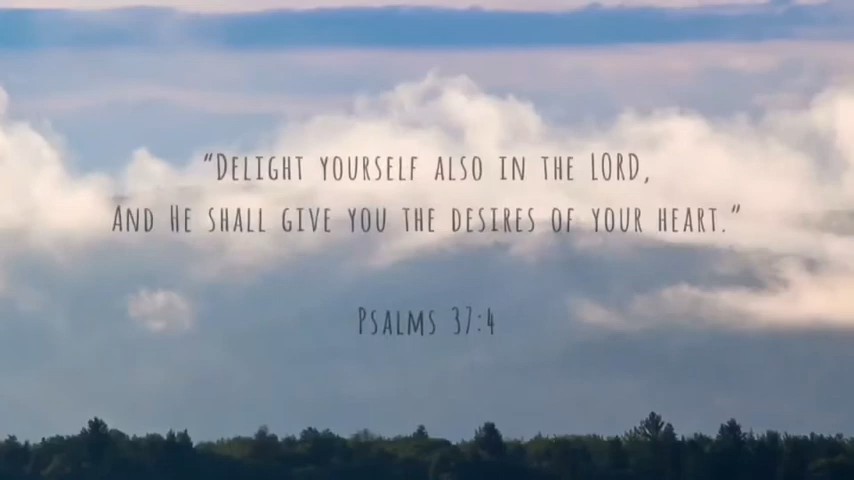 “Delight yourself also in the LORD,
And He shall give you the desires of your heart.”
Psalms 37:4